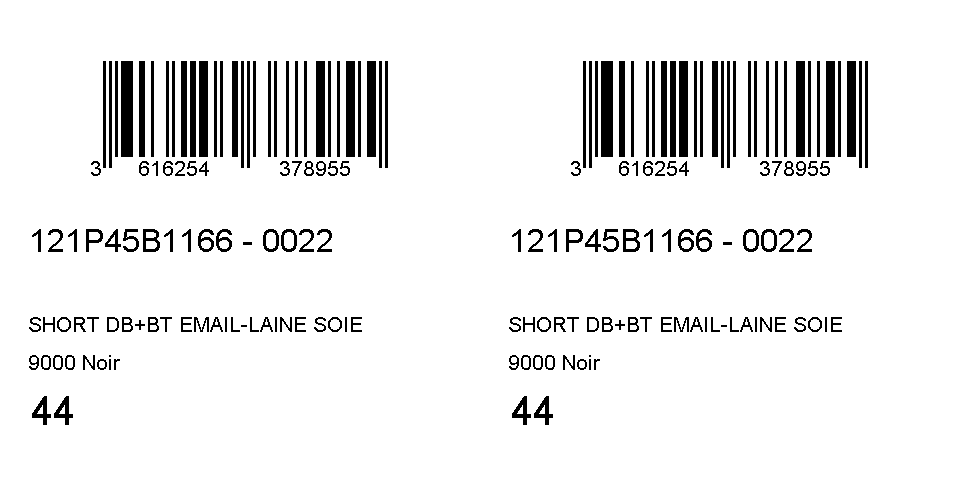 3 616254 378955
121P45B1166 - 0022
SHORT DB+BT EMAIL-LAINE SOIE
9000 Noir
44
3 616254 378955
121P45B1166 - 0022
SHORT DB+BT EMAIL-LAINE SOIE
9000 Noir
44